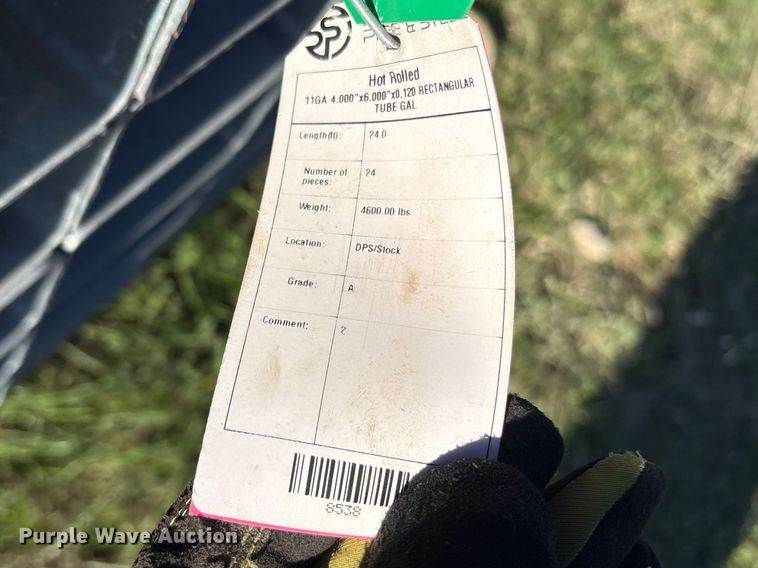 Hot Rolled
11GA 4.000"x6.000"x0.120 RECTANGULAR
TUBE GAL
Length(ft): 24.0
Number of pieces: 24
Weight: 4600.00 lbs
Location: DPS/Stock
Grade: A
Comment: 2
8538
Purple Wave Auction